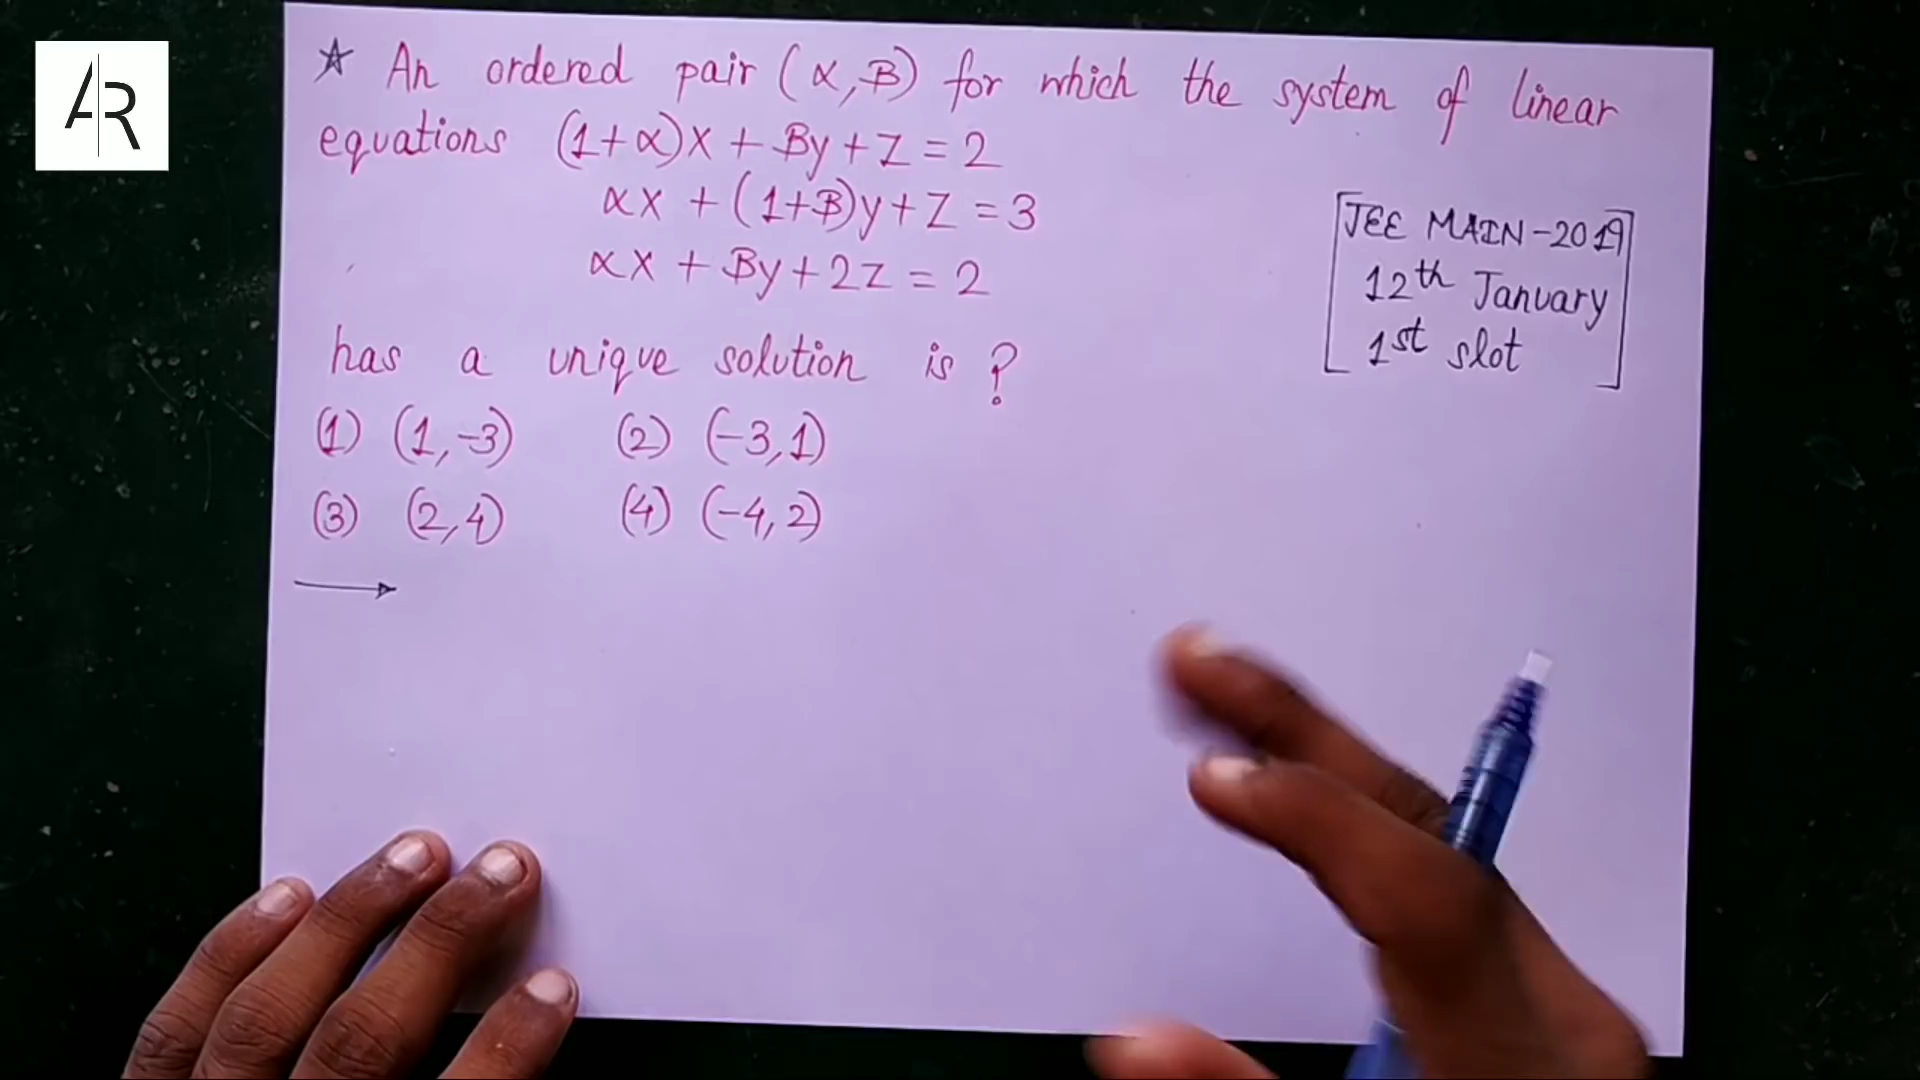 AR
☆ An ordered pair (α,B) for which the system of linear
equations (1+α)x + By + z = 2
αx + (1+B)y + z = 3
αx + By + 2z = 2
[JEE MAIN-2019
12th January
1st slot]
has a unique solution is ?
(1) (1,-3) (2) (-3,1)
(3) (2,4) (4) (-4,2)